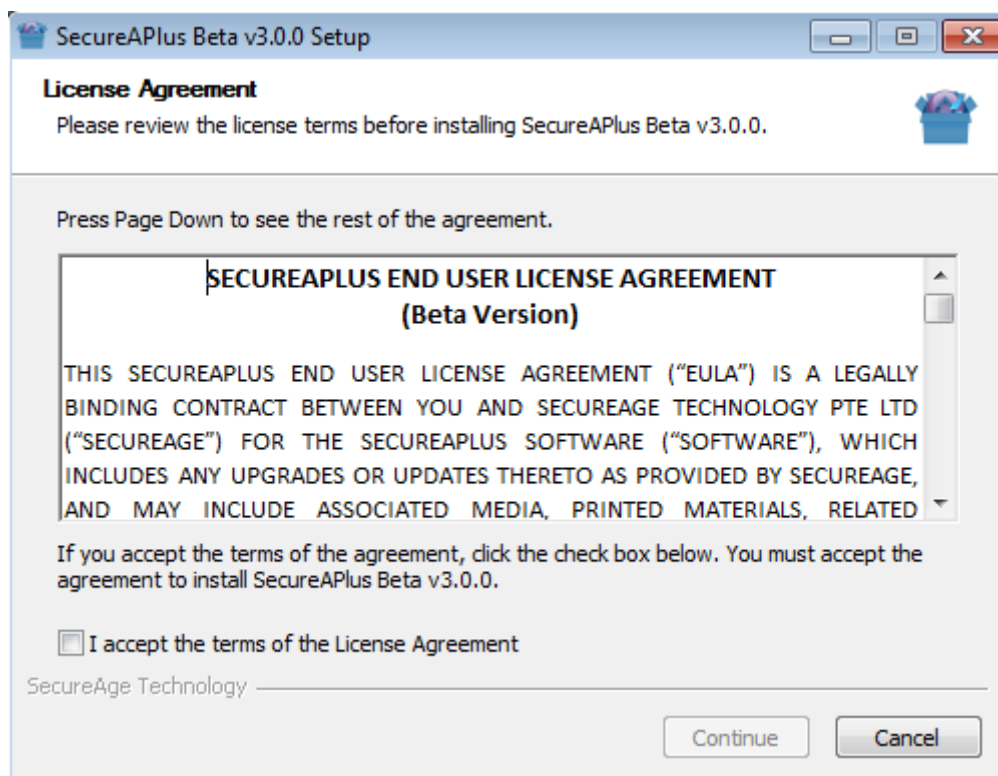 SecureAPlus Beta v3.0.0 Setup
License Agreement
Please review the license terms before installing SecureAPlus Beta v3.0.0.
Press Page Down to see the rest of the agreement.
SECUREAPLUS END USER LICENSE AGREEMENT
(Beta Version)
THIS SECUREAPLUS END USER LICENSE AGREEMENT (“EULA”) IS A LEGALLY
BINDING CONTRACT BETWEEN YOU AND SECUREAGE TECHNOLOGY PTE LTD
(“SECUREAGE”) FOR THE SECUREAPLUS SOFTWARE (“SOFTWARE”), WHICH
INCLUDES ANY UPGRADES OR UPDATES THERETO AS PROVIDED BY SECUREAGE,
AND MAY INCLUDE ASSOCIATED MEDIA, PRINTED MATERIALS, RELATED
If you accept the terms of the agreement, click the check box below. You must accept the
agreement to install SecureAPlus Beta v3.0.0.
I accept the terms of the License Agreement
SecureAge Technology
Continue
Cancel